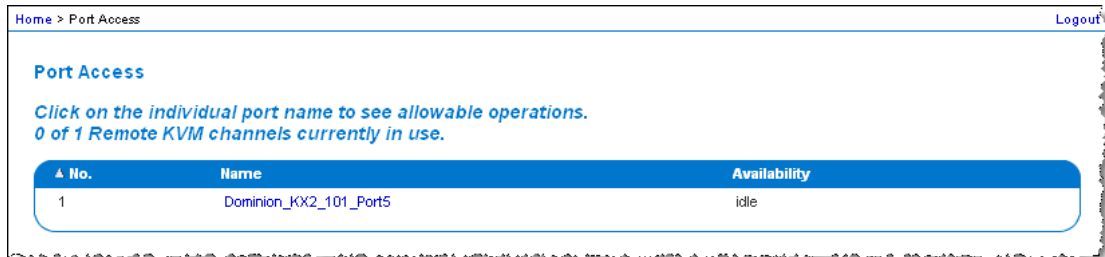 Home > Port Access Logout
Port Access
Click on the individual port name to see allowable operations.
0 of 1 Remote KVM channels currently in use.
▲ No. Name Availability
1 Dominion_KX2_101_Port5 idle